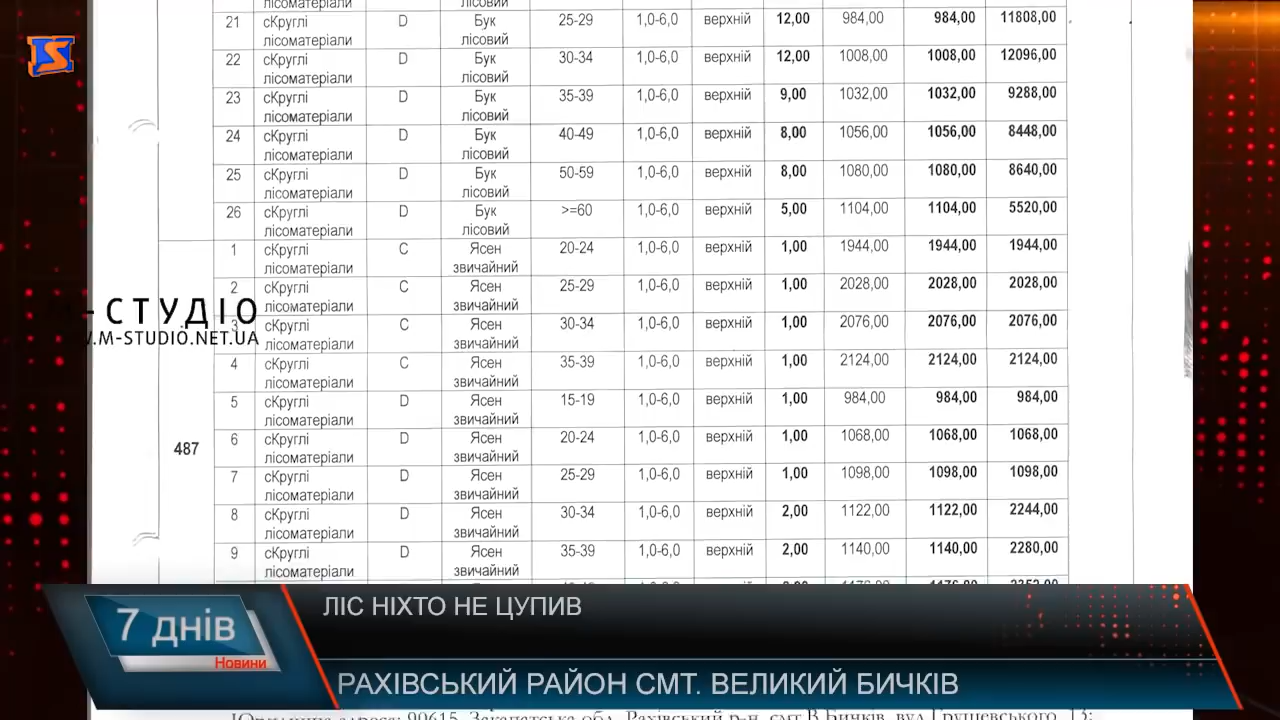 лісоматеріали лісовий
21 сКруглі D Бук 25-29 1,0-6,0 верхній 12,00 984,00 984,00 11808,00
лісоматеріали лісовий
22 сКруглі D Бук 30-34 1,0-6,0 верхній 12,00 1008,00 1008,00 12096,00
лісоматеріали лісовий
23 сКруглі D Бук 35-39 1,0-6,0 верхній 9,00 1032,00 1032,00 9288,00
лісоматеріали лісовий
24 сКруглі D Бук 40-49 1,0-6,0 верхній 8,00 1056,00 1056,00 8448,00
лісоматеріали лісовий
25 сКруглі D Бук 50-59 1,0-6,0 верхній 8,00 1080,00 1080,00 8640,00
лісоматеріали лісовий
26 сКруглі D Бук >=60 1,0-6,0 верхній 5,00 1104,00 1104,00 5520,00
лісоматеріали лісовий
1 сКруглі C Ясен 20-24 1,0-6,0 верхній 1,00 1944,00 1944,00 1944,00
лісоматеріали звичайний
2 сКруглі C Ясен 25-29 1,0-6,0 верхній 1,00 2028,00 2028,00 2028,00
лісоматеріали звичайний
-СТУДІО
3 сКруглі C Ясен 30-34 1,0-6,0 верхній 1,00 2076,00 2076,00 2076,00
.M-STUDIO.NET.UA
лісоматеріали звичайний
4 сКруглі C Ясен 35-39 1,0-6,0 верхній 1,00 2124,00 2124,00 2124,00
лісоматеріали звичайний
5 сКруглі D Ясен 15-19 1,0-6,0 верхній 1,00 984,00 984,00 984,00
лісоматеріали звичайний
6 сКруглі D Ясен 20-24 1,0-6,0 верхній 1,00 1068,00 1068,00 1068,00
487
лісоматеріали звичайний
7 сКруглі D Ясен 25-29 1,0-6,0 верхній 1,00 1098,00 1098,00 1098,00
лісоматеріали звичайний
8 сКруглі D Ясен 30-34 1,0-6,0 верхній 2,00 1122,00 1122,00 2244,00
лісоматеріали звичайний
9 сКруглі D Ясен 35-39 1,0-6,0 верхній 2,00 1140,00 1140,00 2280,00
лісоматеріали звичайний
ЛІС НІХТО НЕ ЦУПИВ
7 днів
Новини
РАХІВСЬКИЙ РАЙОН СМТ. ВЕЛИКИЙ БИЧКІВ
Юридична адреса: 90615, Закапатська обл. Рахівський р-н, смт В.Бичків, вул Грушевського, 13;